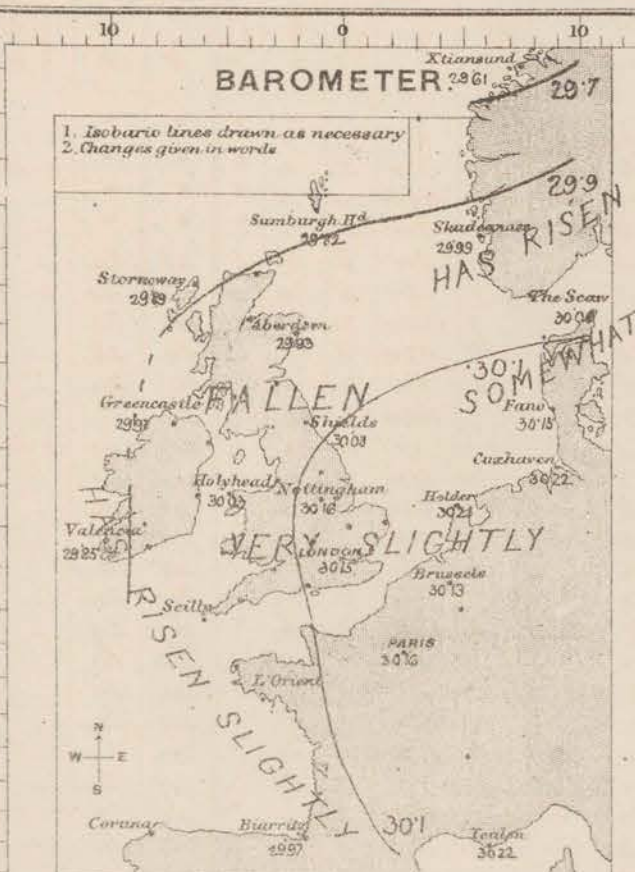 10 0 10
BAROMETER.
1. Isobaric lines drawn as necessary
2. Changes given in words
Xtiansund
29 61
29.7
29.9
Sumburgh Hd
29 82
Skudesnaes
29 99
HAS RISEN
SOMEWHAT
Stornoway
Aberdeen
29 93
The Scaw
30 08
30.1
Greencastle
FALLEN
Shields
30 08
Fano
30 15
Cuxhaven
30 22
Holyhead
30 03
Nottingham
30 16
Helder
30 21
Valencia
29 85
VERY SLIGHTLY
LONDON
30 15
Brussels
30 13
Scilly
HAS RISEN SLIGHTLY
PARIS
30 16
L'Orient
N
W E
S
Corunna
Biarritz
29 97
30.1
Toulon
30 22